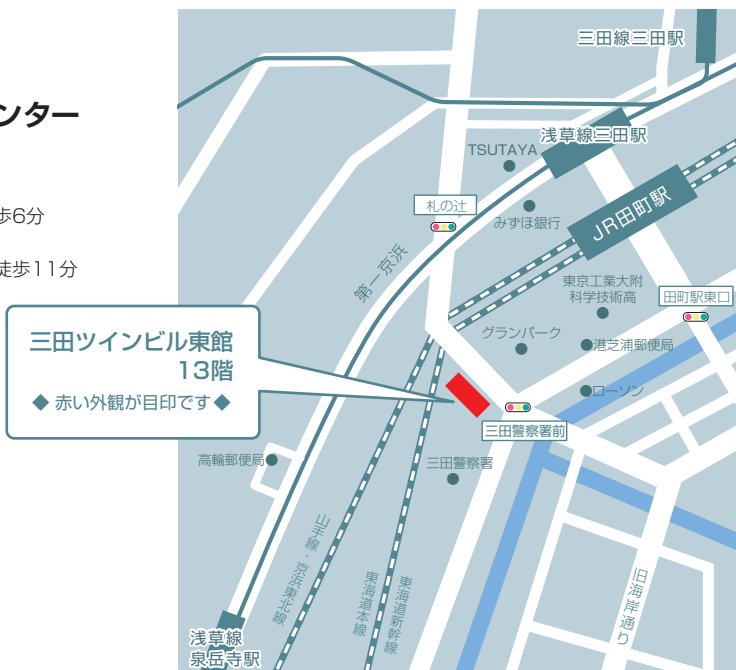 ンター
歩6分
徒歩11分
三田線三田駅
浅草線三田駅
TSUTAYA
札の辻
みずほ銀行
JR田町駅
第一京浜
東京工業大附
科学技術高
田町駅東口
グランパーク
港芝浦郵便局
三田ツインビル東館
13階
◆ 赤い外観が目印です◆
ローソン
三田警察署前
高輪郵便局
三田警察署
山手線・京浜東北線
東海道本線
東海道新幹線
旧海岸通り
浅草線
泉岳寺駅